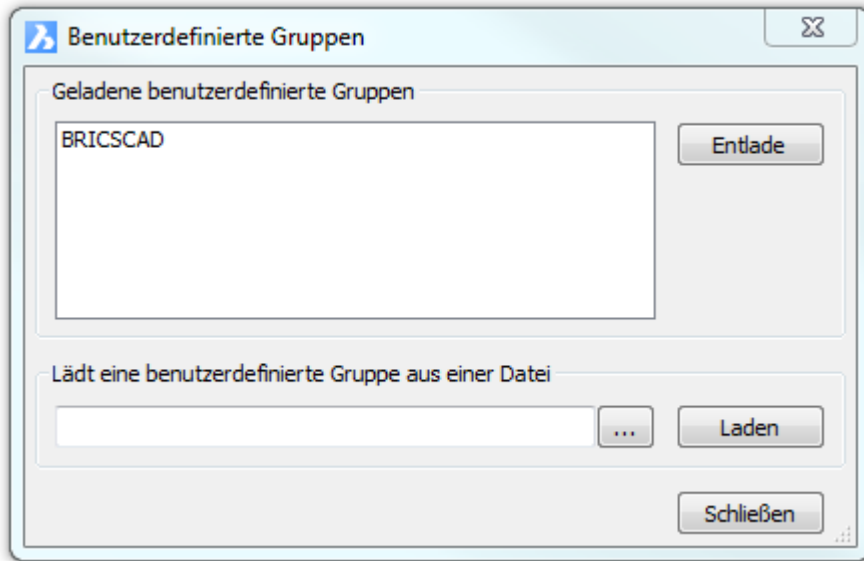 Benutzerdefinierte Gruppen
Geladene benutzerdefinierte Gruppen
BRICSCAD
Entlade
Lädt eine benutzerdefinierte Gruppe aus einer Datei
...
Laden
Schließen